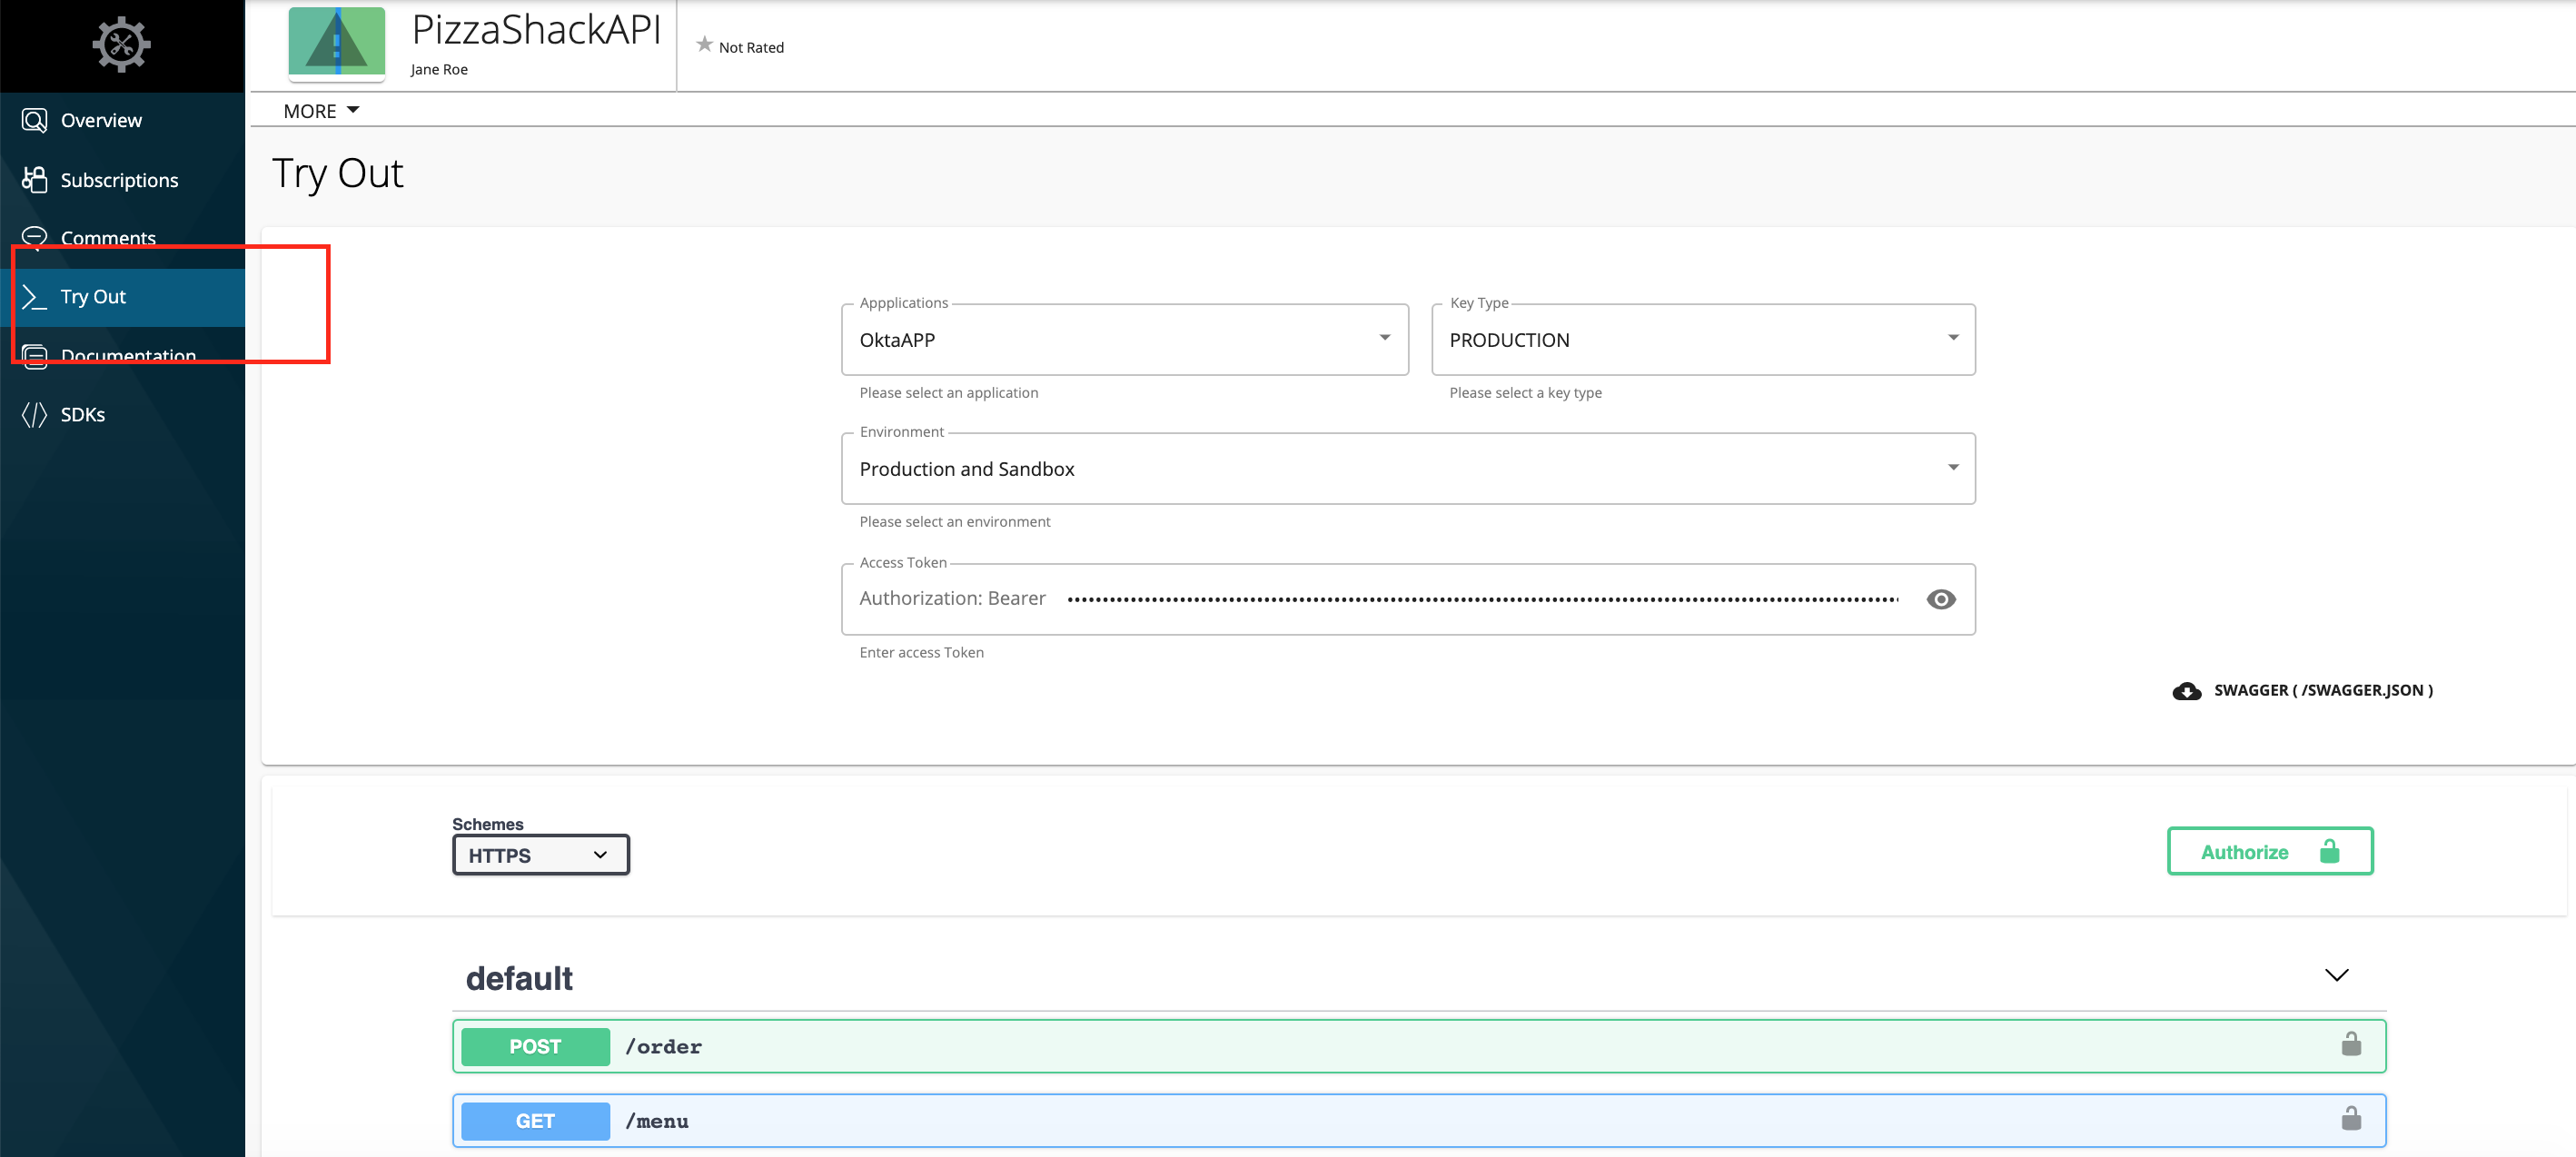 PizzaShackAPI
Jane Roe
Not Rated
MORE
Overview
Subscriptions
Comments
Try Out
Documentation
SDKs
Try Out
Appplications
OktaAPP
Please select an application
Key Type
PRODUCTION
Please select a key type
Environment
Production and Sandbox
Please select an environment
Access Token
Authorization: Bearer
Enter access Token
SWAGGER ( /SWAGGER.JSON )
Schemes
HTTPS
Authorize
default
POST /order
GET /menu